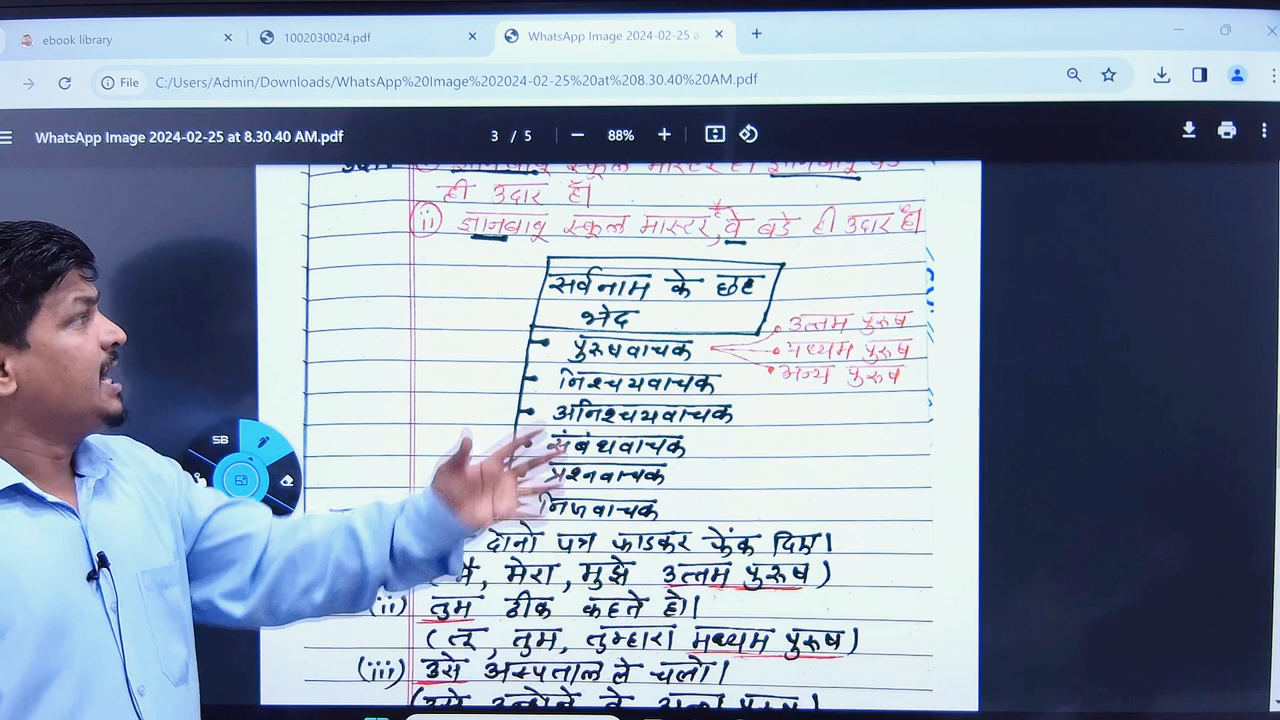 ebook library
1002030024.pdf
WhatsApp Image 2024-02-25 a
File
C:/Users/Admin/Downloads/WhatsApp%20Image%202024-02-25%20at%208.30.40%20AM.pdf
WhatsApp Image 2024-02-25 at 8.30.40 AM.pdf
3 / 5
88%
ही उदार हैं।
(ii) ज्ञानबाबू स्कूल मास्टर है, वे बडे ही उदार हैं।
सर्वनाम के छह
भेद
पुरुषवाचक
उत्तम पुरुष
मध्यम पुरुष
अन्य पुरुष
निश्चयवाचक
अनिश्चयवाचक
संबंधवाचक
प्रश्नवाचक
निजवाचक
SB
दोनो पत्र फाडकर फेंक दिए।
मेरा, मुझे उत्तम पुरुष)
(ii) तुम ठीक कहते हो।
(तू, तुम, तुम्हारा मध्यम पुरुष)
(iii) उसे अस्पताल ले चलो।